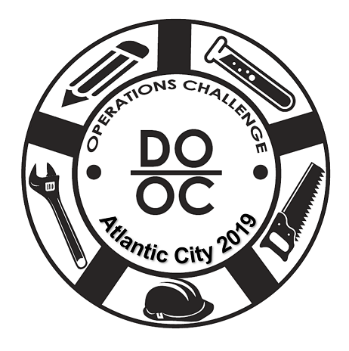 OPERATIONS CHALLENGE
DO
OC
Atlantic City 2019